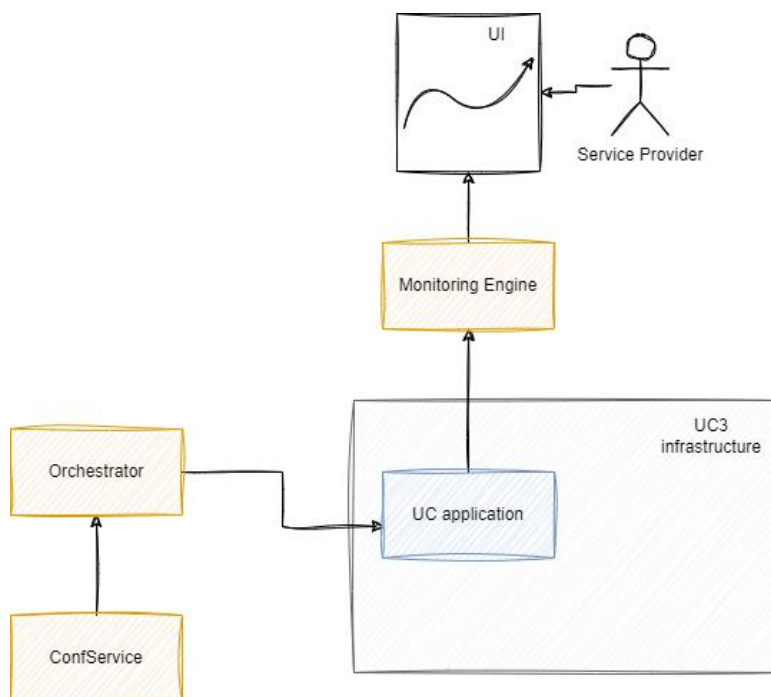 UI
Service Provider
Monitoring Engine
UC3
infrastructure
Orchestrator
UC application
ConfService